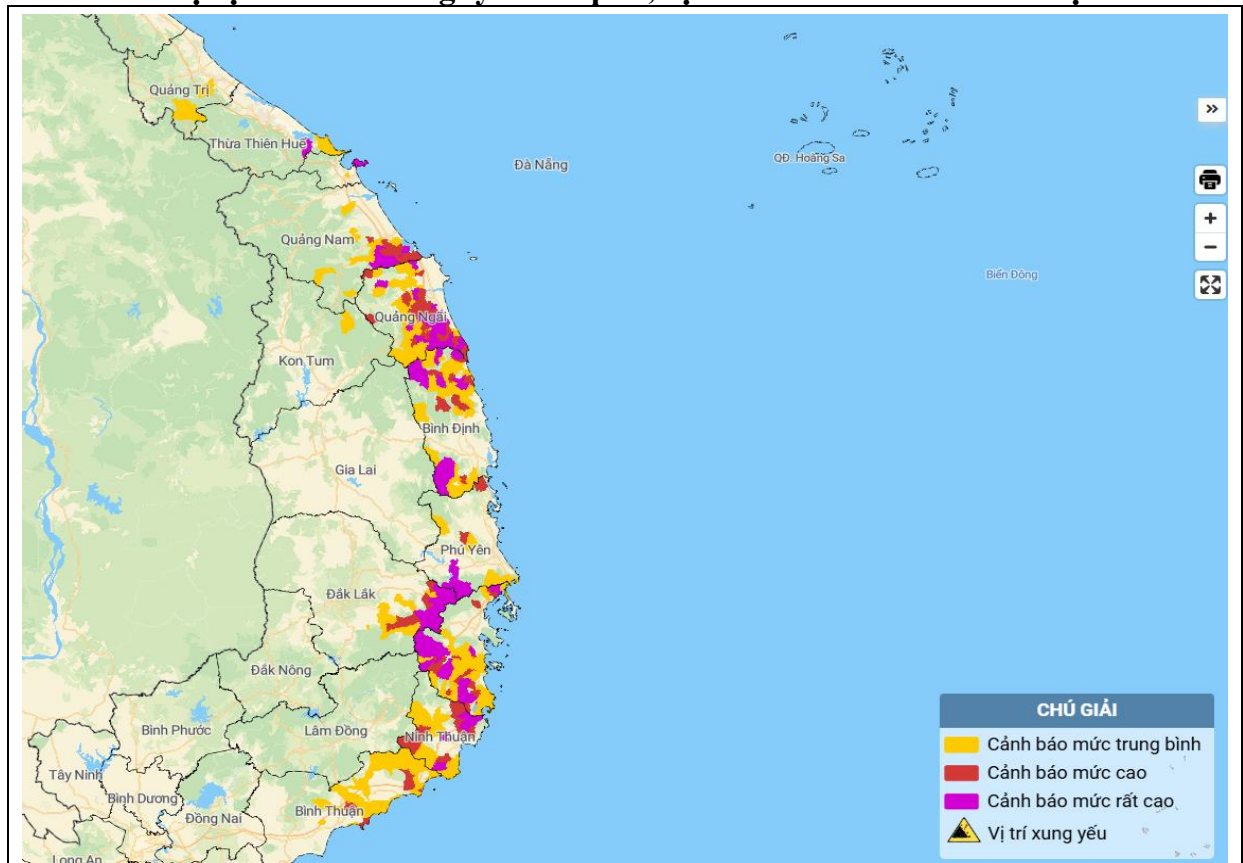 Quảng Trị
Thừa Thiên Huế
Đà Nẵng
QĐ. Hoàng Sa
Quảng Nam
Biển Đông
Quảng Ngãi
Kon Tum
Bình Định
Gia Lai
Phú Yên
Đắk Lắk
Đắk Nông
Bình Phước
Lâm Đồng
Ninh Thuận
Tây Ninh
Bình Dương
Bình Thuận
Đồng Nai
Long An
CHÚ GIẢI
Cảnh báo mức trung bình
Cảnh báo mức cao
Cảnh báo mức rất cao
Vị trí xung yếu